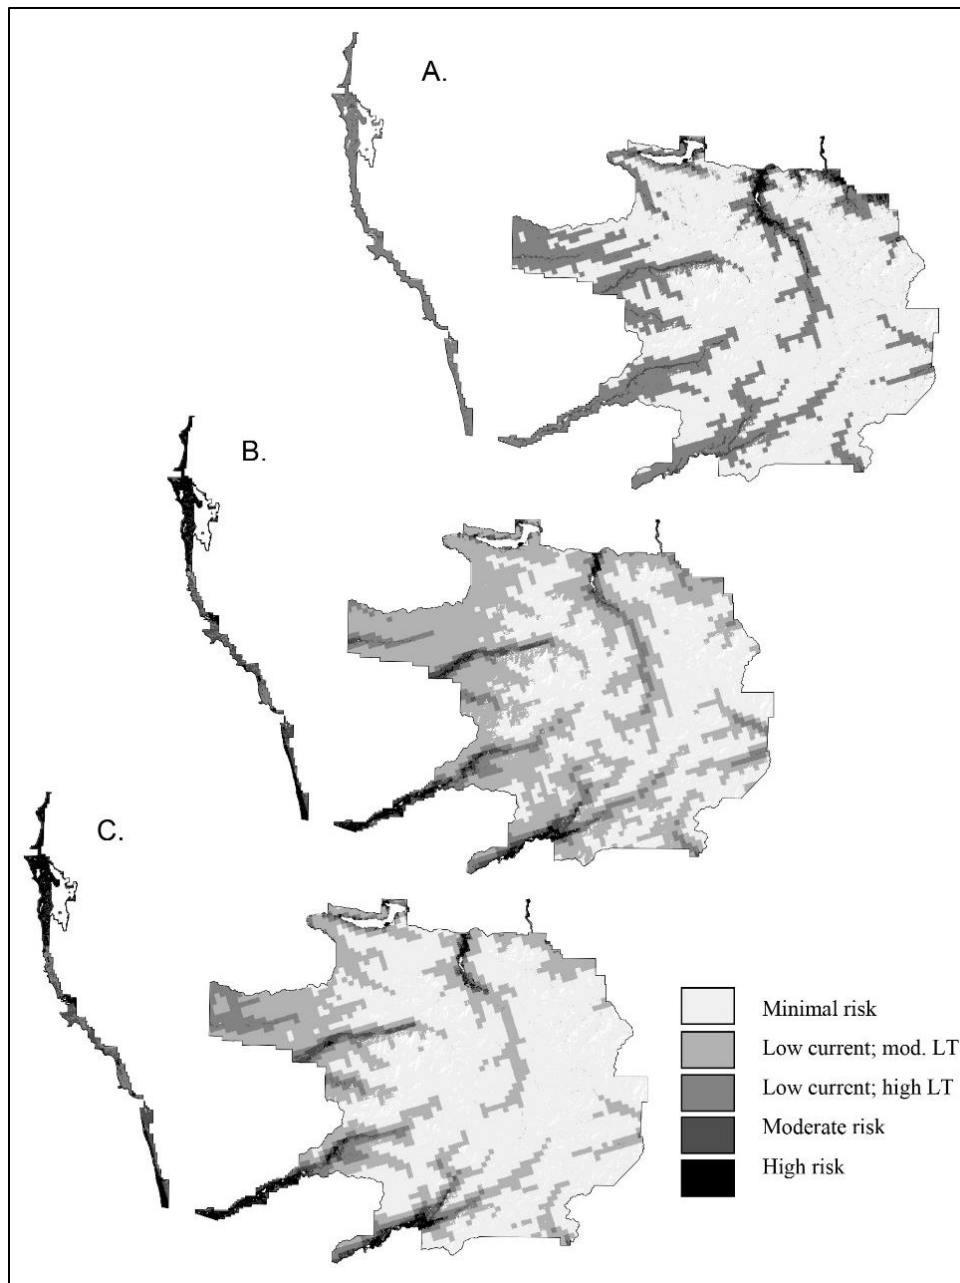 A.
B.
C.
Minimal risk
Low current; mod. LT
Low current; high LT
Moderate risk
High risk